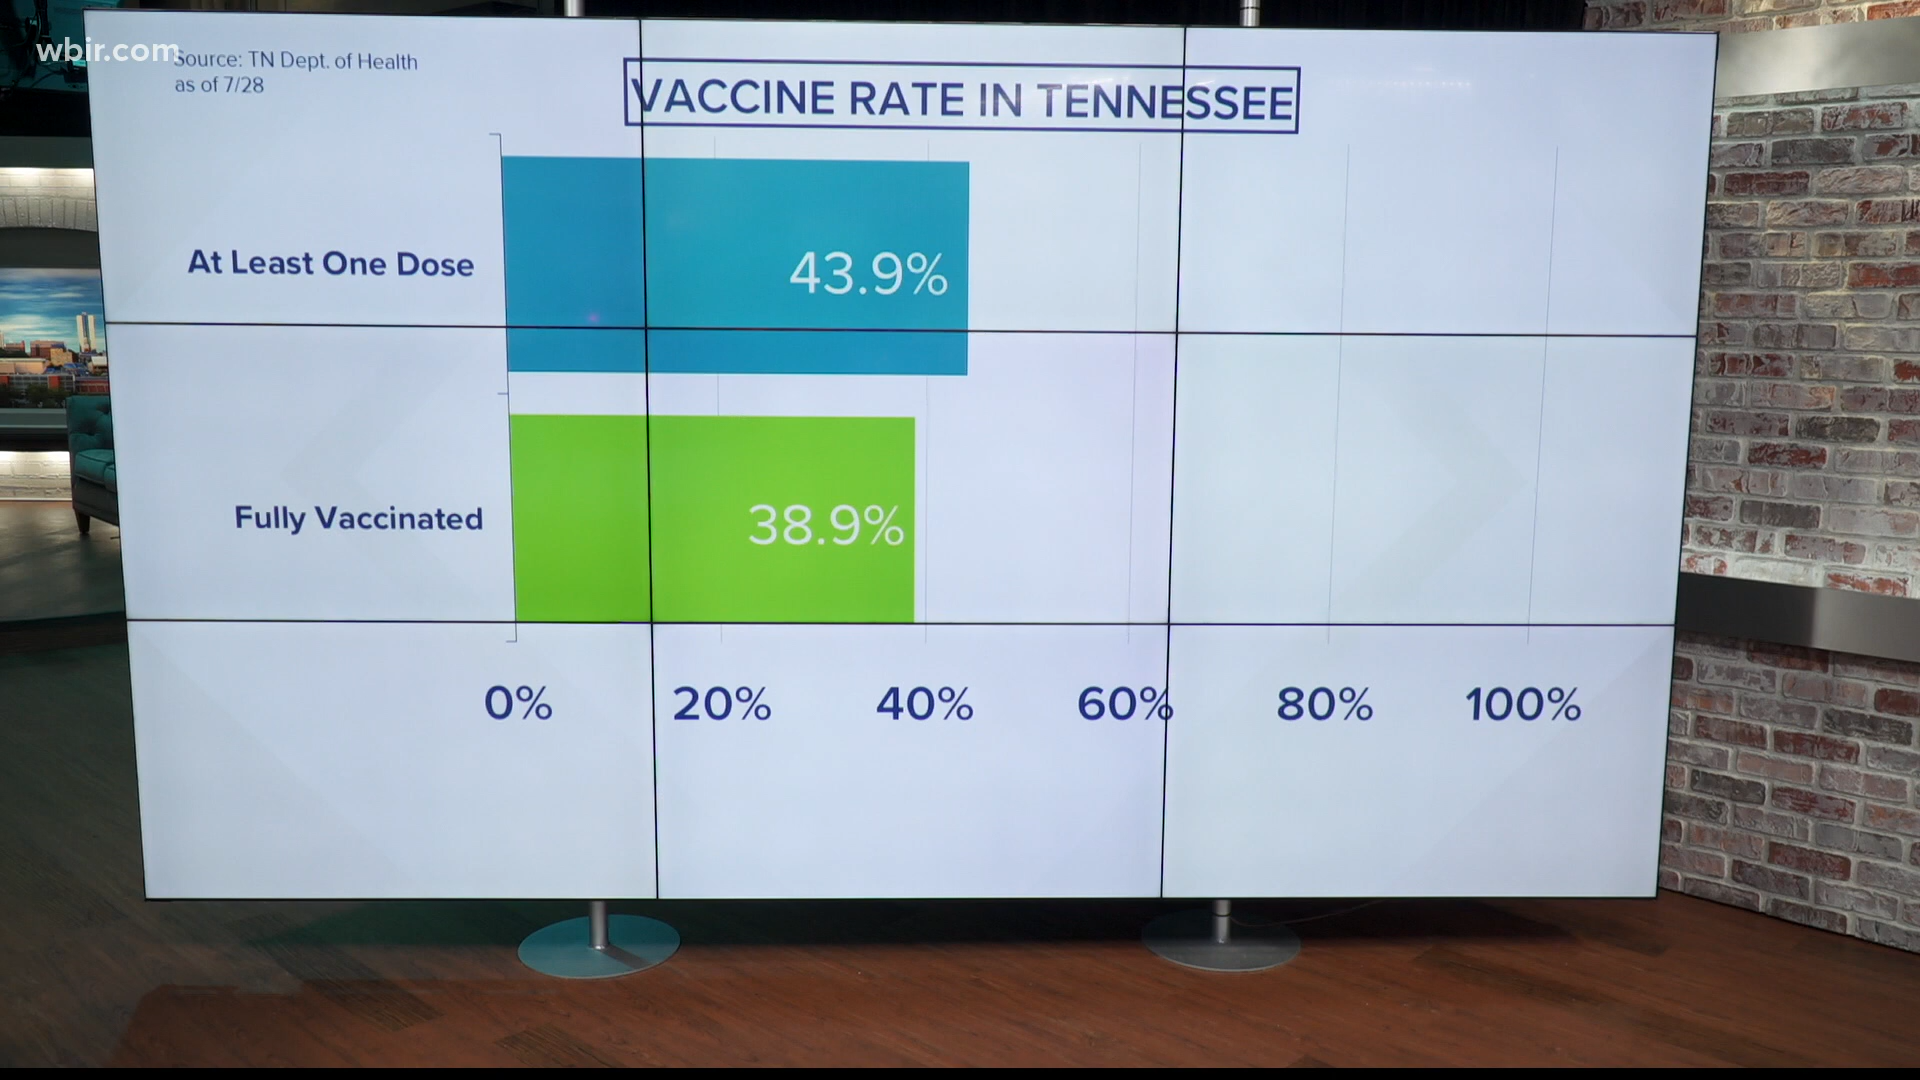 wbir.com
Source: TN Dept. of Health
as of 7/28
VACCINE RATE IN TENNESSEE
At Least One Dose
43.9%
Fully Vaccinated
38.9%
0% 20% 40% 60% 80% 100%